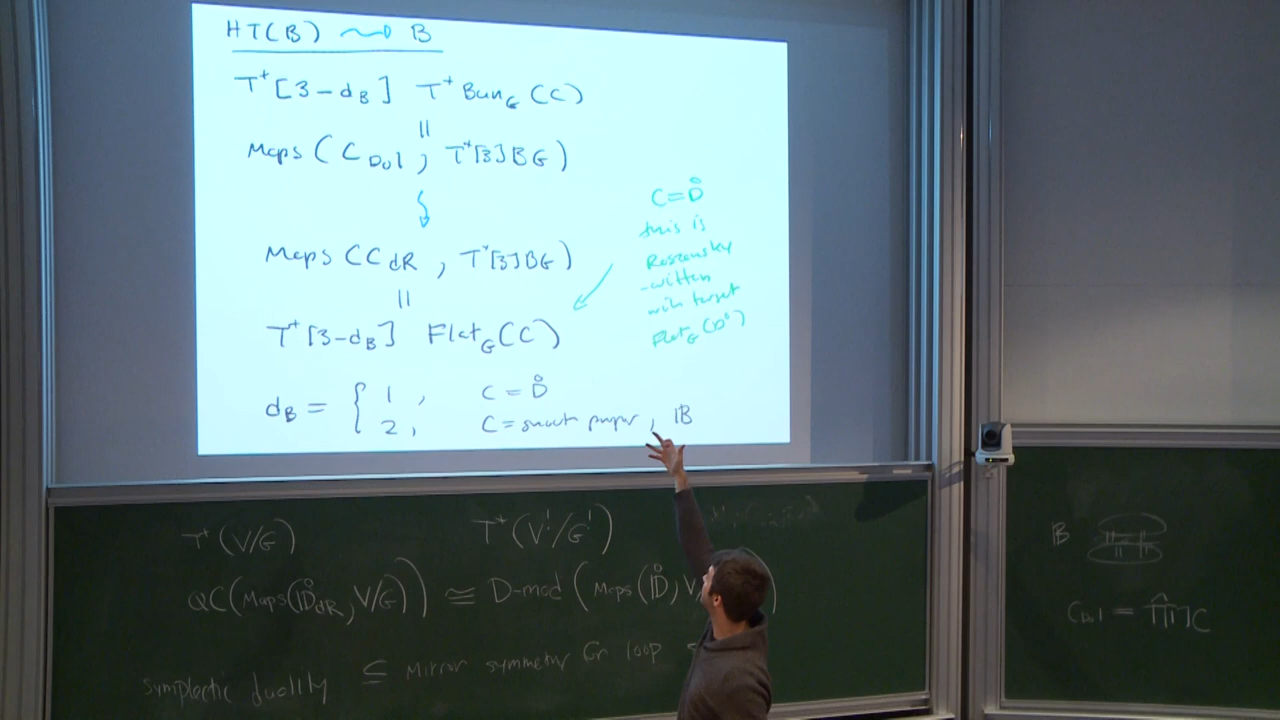 HT(B) ⇝ B
T*[3-d_B] T*Bun_G(C)
||
Maps (C_Dol, T*[3]BG)
Maps (C_dR, T*[3]BG)
||
T*[3-d_B] Flat_G(C)
d_B = { 1, C = D̊
2, C = smooth proper, 𝔹
C = D̊
this is
Rozansky
-Witten
with target
Flat_G(D°)
T*(V/G) T*(V!/G!)
QC(Maps(D̊_dR, V/G)) ≅ D-mod (Maps (D̊), V
symplectic duality ⊆ Mirror symmetry for loop
𝔹
C_Dol = T̂[1]C